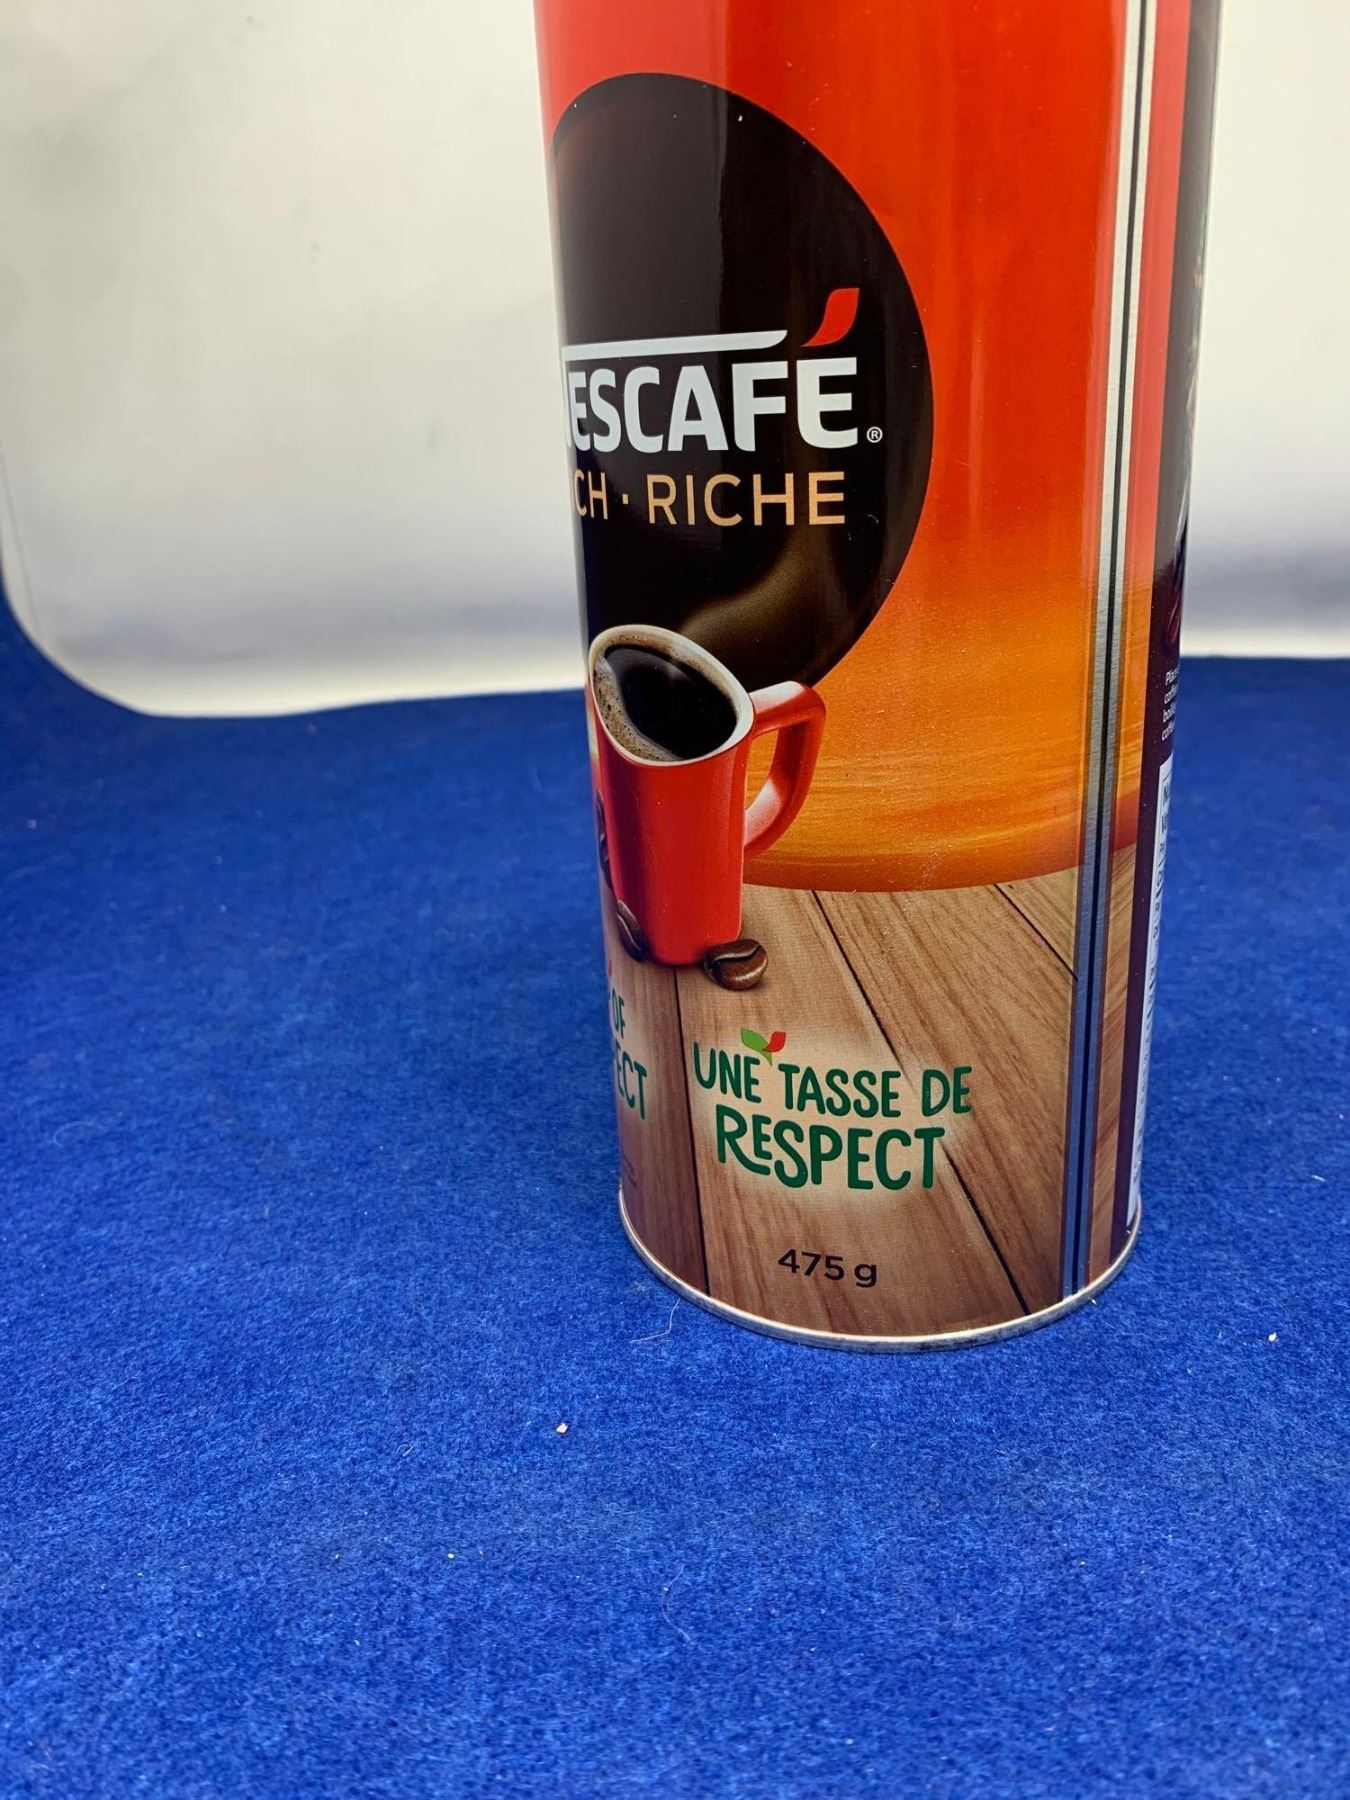 ESCAFÉ®
CH · RICHE
OF
ECT
UNE TASSE DE
RESPECT
475 g